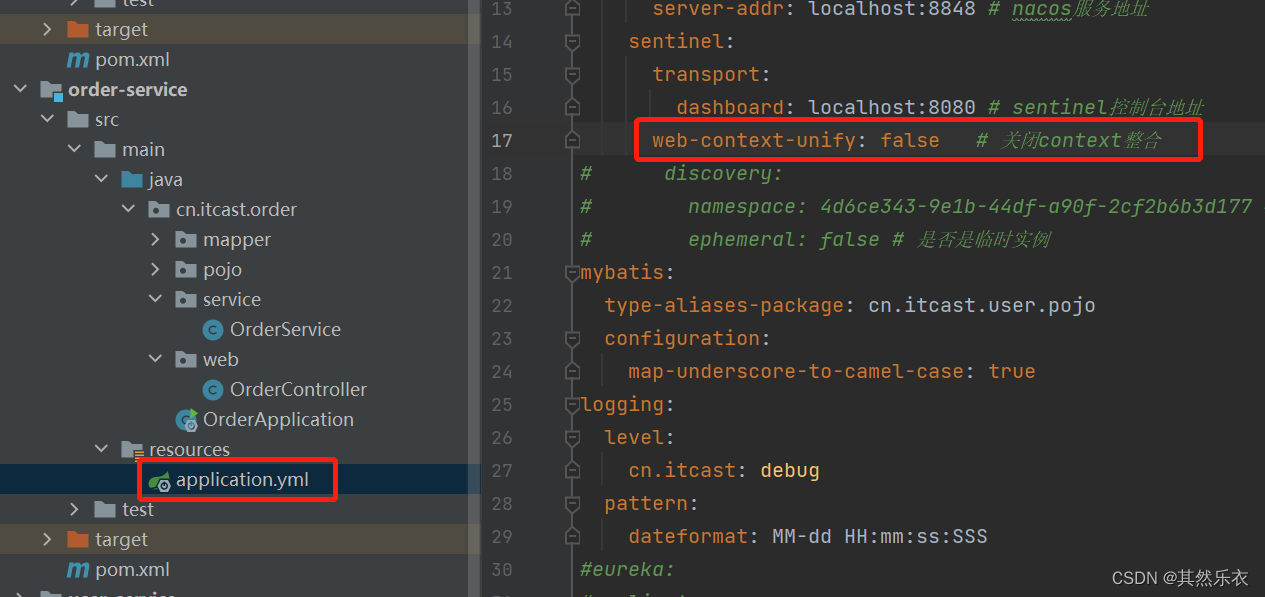 test
target
pom.xml
order-service
src
main
java
cn.itcast.order
mapper
pojo
service
OrderService
web
OrderController
OrderApplication
resources
application.yml
test
target
pom.xml
user-service
13 server-addr: localhost:8848 # nacos服务地址
14 sentinel:
15 transport:
16 dashboard: localhost:8080 # sentinel控制台地址
17 web-context-unify: false # 关闭context整合
18 # discovery:
19 # namespace: 4d6ce343-9e1b-44df-a90f-2cf2b6b3d177
20 # ephemeral: false # 是否是临时实例
21 mybatis:
22 type-aliases-package: cn.itcast.user.pojo
23 configuration:
24 map-underscore-to-camel-case: true
25 logging:
26 level:
27 cn.itcast: debug
28 pattern:
29 dateformat: MM-dd HH:mm:ss:SSS
30 #eureka:
CSDN @其然乐衣